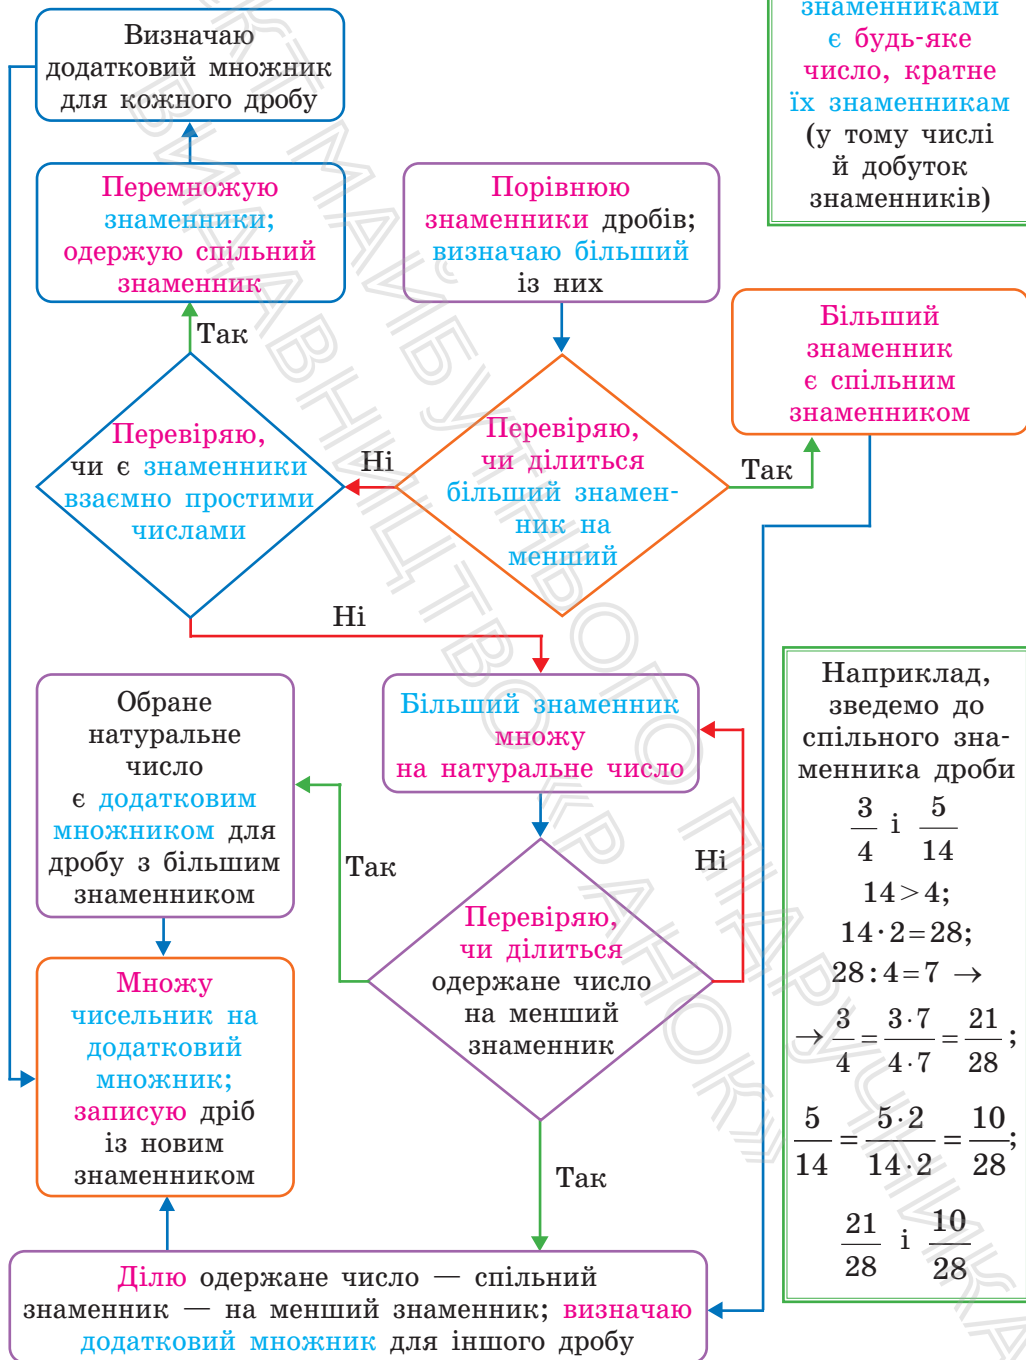 Визначаю
додатковий множник
для кожного дробу
знаменниками
є будь-яке
число, кратне
їх знаменникам
(у тому числі
й добуток
знаменників)
Перемножую
знаменники;
одержую спільний
знаменник
Порівнюю
знаменники дробів;
визначаю більший
із них
Так
Більший
знаменник
є спільним
знаменником
Перевіряю,
чи є знаменники
взаємно простими
числами
Ні
Перевіряю,
чи ділиться
більший знамен-
ник на
менший
Так
Ні
Обране
натуральне
число
є додатковим
множником для
дробу з більшим
знаменником
Більший знаменник
множу
на натуральне число
Так
Ні
Перевіряю,
чи ділиться
одержане число
на менший
знаменник
Множу
чисельник на
додатковий
множник;
записую дріб
із новим
знаменником
Так
Ділю одержане число — спільний
знаменник — на менший знаменник; визначаю
додатковий множник для іншого дробу
Наприклад,
зведемо до
спільного зна-
менника дроби
3/4 і 5/14
14 > 4;
14 · 2 = 28;
28 : 4 = 7 →
→ 3/4 = 3·7/4·7 = 21/28;
5/14 = 5·2/14·2 = 10/28;
21/28 і 10/28
МАЙБУТНЬОГО ПІДРУЧНИКА
ВИДАВНИЦТВО «РАНОК»